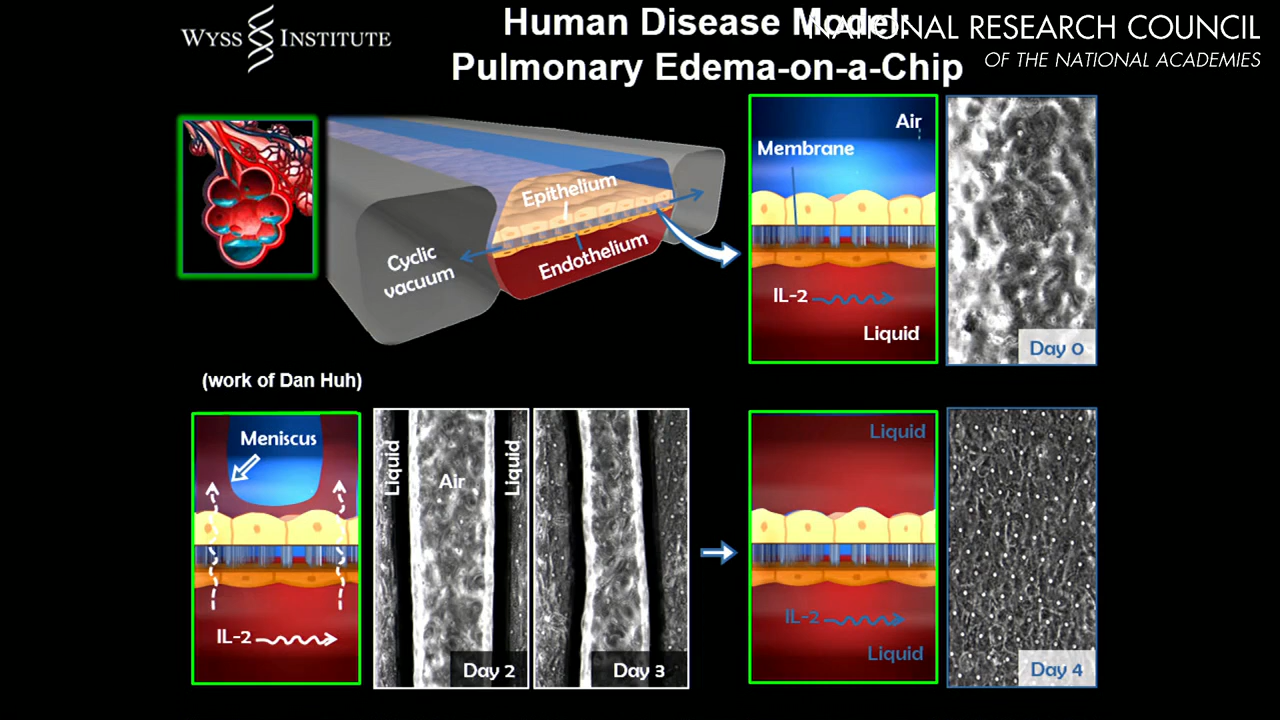 WYSS INSTITUTE
Human Disease Model:
Pulmonary Edema-on-a-Chip
NATIONAL RESEARCH COUNCIL
OF THE NATIONAL ACADEMIES
Epithelium
Cyclic
vacuum
Endothelium
Air
Membrane
IL-2
Liquid
Day 0
(work of Dan Huh)
Meniscus
IL-2
Liquid
Air
Liquid
Day 2
Day 3
Liquid
IL-2
Liquid
Day 4